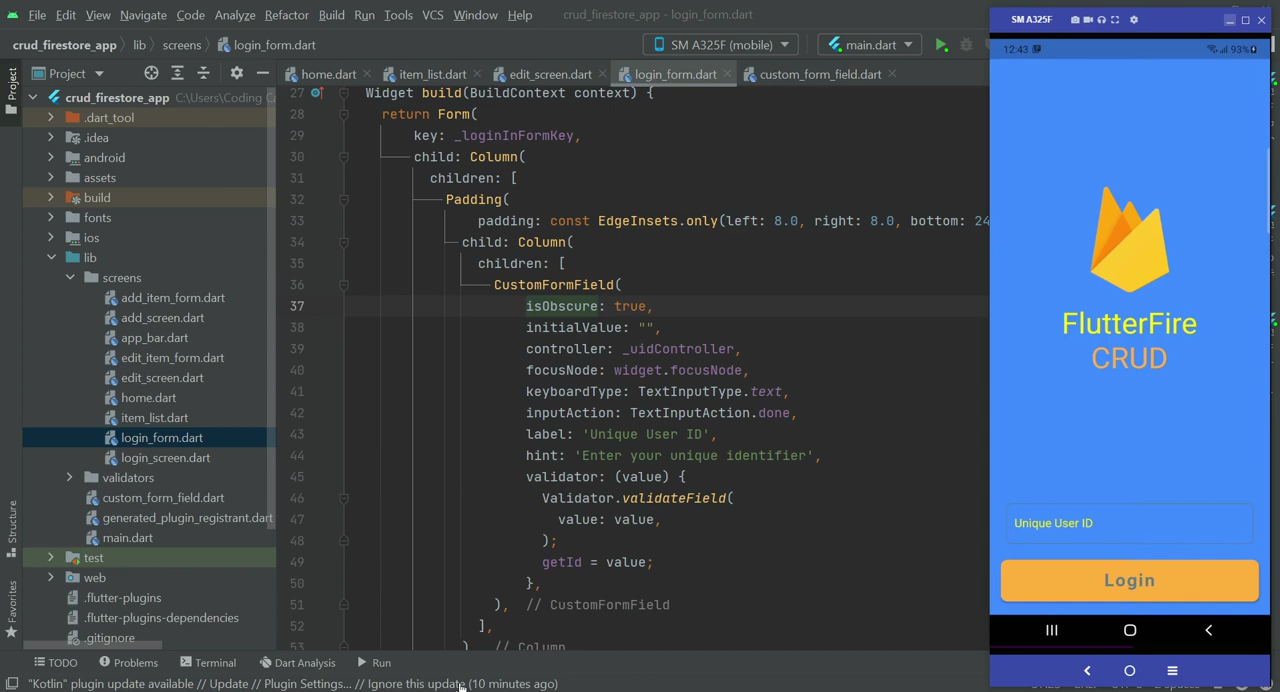 File Edit View Navigate Code Analyze Refactor Build Run Tools VCS Window Help crud_firestore_app - login_form.dart
crud_firestore_app lib screens login_form.dart SM A325F (mobile) main.dart
Project
home.dart item_list.dart edit_screen.dart login_form.dart custom_form_field.dart
Project
Structure
Favorites
crud_firestore_app C:\Users\Coding Ca
.dart_tool
.idea
android
assets
build
fonts
ios
lib
screens
add_item_form.dart
add_screen.dart
app_bar.dart
edit_item_form.dart
edit_screen.dart
home.dart
item_list.dart
login_form.dart
login_screen.dart
validators
custom_form_field.dart
generated_plugin_registrant.dart
main.dart
test
web
.flutter-plugins
.flutter-plugins-dependencies
.gitignore
27 Widget build(BuildContext context) {
28 return Form(
29 key: _loginInFormKey,
30 child: Column(
31 children: [
32 Padding(
33 padding: const EdgeInsets.only(left: 8.0, right: 8.0, bottom: 24
34 child: Column(
35 children: [
36 CustomFormField(
37 isObscure: true,
38 initialValue: "",
39 controller: _uidController,
40 focusNode: widget.focusNode,
41 keyboardType: TextInputType.text,
42 inputAction: TextInputAction.done,
43 label: 'Unique User ID',
44 hint: 'Enter your unique identifier',
45 validator: (value) {
46 Validator.validateField(
47 value: value,
48 );
49 getId = value;
50 },
51 ), // CustomFormField
52 ],
53 ) // Column
SM A325F
12:43 93%
FlutterFire
CRUD
Unique User ID
Login
TODO Problems Terminal Dart Analysis Run
"Kotlin" plugin update available // Update // Plugin Settings... // Ignore this update (10 minutes ago)